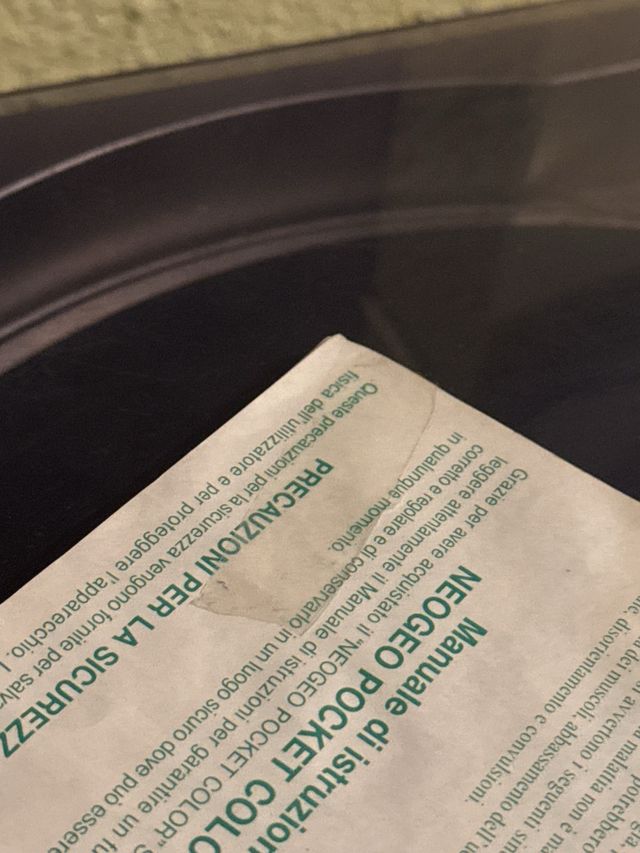 Manuale di istruzion
NEOGEO POCKET COLO
Grazie per avere acquistato il "NEOGEO POCKET COLOR" S
leggere attentamente il Manuale di istruzioni per garantire un fu
corretto e regolare e di conservarlo in un luogo sicuro dove può essere
in qualunque momento.
PRECAUZIONI PER LA SICUREZZ
Queste precauzioni per la sicurezza vengono fornite per salv
fisica dell'utilizzatore e per proteggere l'apparecchio. L
potrebbero
malattia non è ma
avvertono i seguenti sin
dei muscoli, abbassamento dell'u
disorientamento e convulsioni.